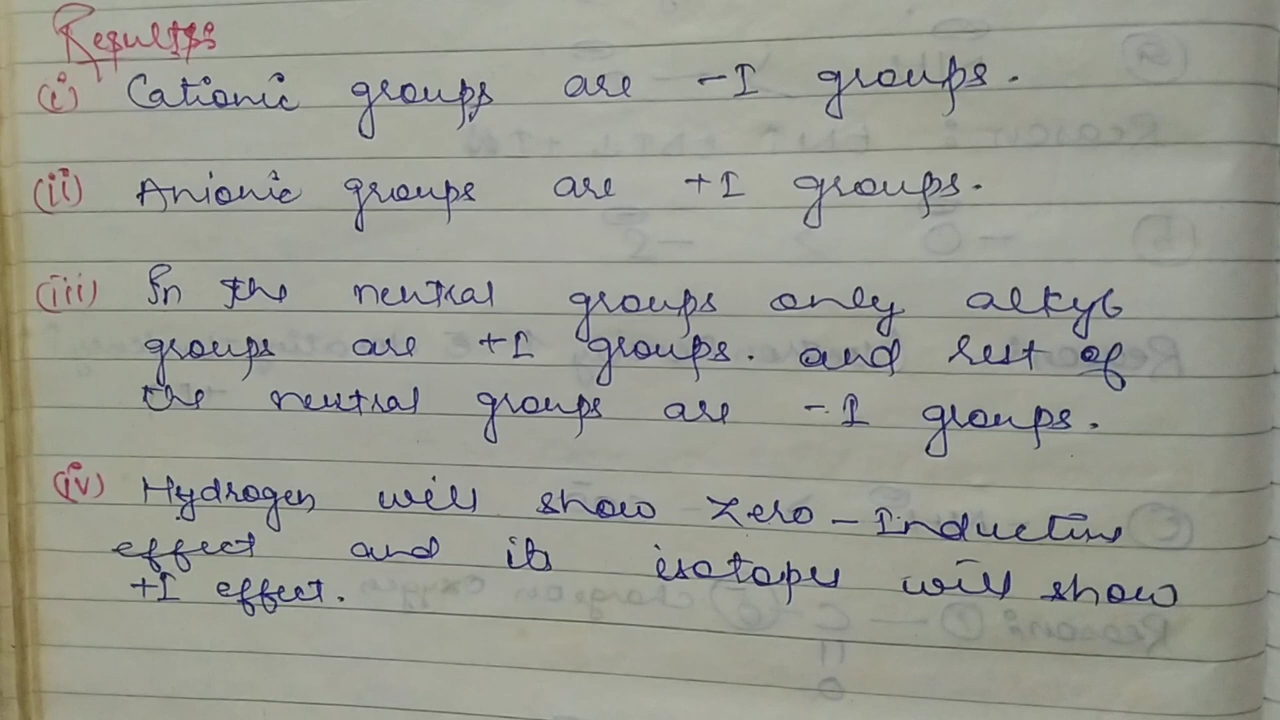 Results
(i) Cationic groups are -I groups.
(ii) Anionic groups are +I groups.
(iii) In the neutral groups only alkyl
groups are +I groups. and rest of
the neutral groups are -I groups.
(iv) Hydrogen will show zero-Inductive
effect and its isotopes will show
+I effect.